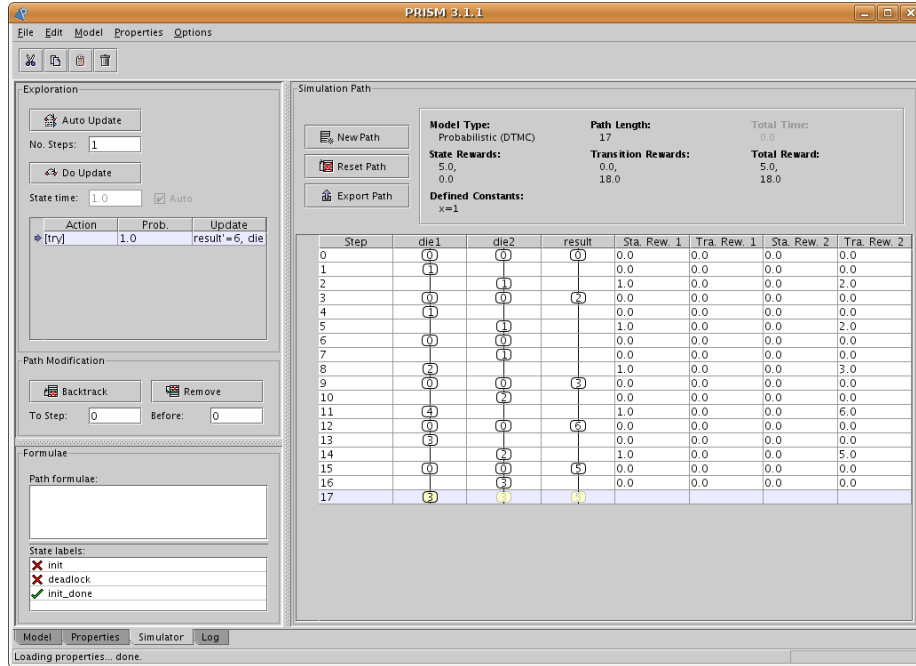 PRISM 3.1.1
File Edit Model Properties Options
Exploration
Auto Update
No. Steps: 1
Do Update
State time: 1.0 Auto
Action Prob. Update
[try] 1.0 result'=6, die
Path Modification
Backtrack Remove
To Step: 0 Before: 0
Formulae
Path formulae:
State labels:
init
deadlock
init_done
Simulation Path
New Path
Reset Path
Export Path
Model Type: Path Length: Total Time:
Probabilistic (DTMC) 17 0.0
State Rewards: Transition Rewards: Total Reward:
5.0, 0.0, 5.0,
0.0 18.0 18.0
Defined Constants:
x=1
Step die1 die2 result Sta. Rew. 1 Tra. Rew. 1 Sta. Rew. 2 Tra. Rew. 2
0 0 0 0 0.0 0.0 0.0 0.0
1 1 0.0 0.0 0.0 0.0
2 1 1.0 0.0 0.0 2.0
3 0 0 2 0.0 0.0 0.0 0.0
4 1 0.0 0.0 0.0 0.0
5 1 1.0 0.0 0.0 2.0
6 0 0 0.0 0.0 0.0 0.0
7 1 0.0 0.0 0.0 0.0
8 2 1.0 0.0 0.0 3.0
9 0 0 3 0.0 0.0 0.0 0.0
10 2 0.0 0.0 0.0 0.0
11 4 1.0 0.0 0.0 6.0
12 0 0 6 0.0 0.0 0.0 0.0
13 3 0.0 0.0 0.0 0.0
14 2 1.0 0.0 0.0 5.0
15 0 0 5 0.0 0.0 0.0 0.0
16 3 0.0 0.0 0.0 0.0
17 3 3 5
Model Properties Simulator Log
Loading properties... done.